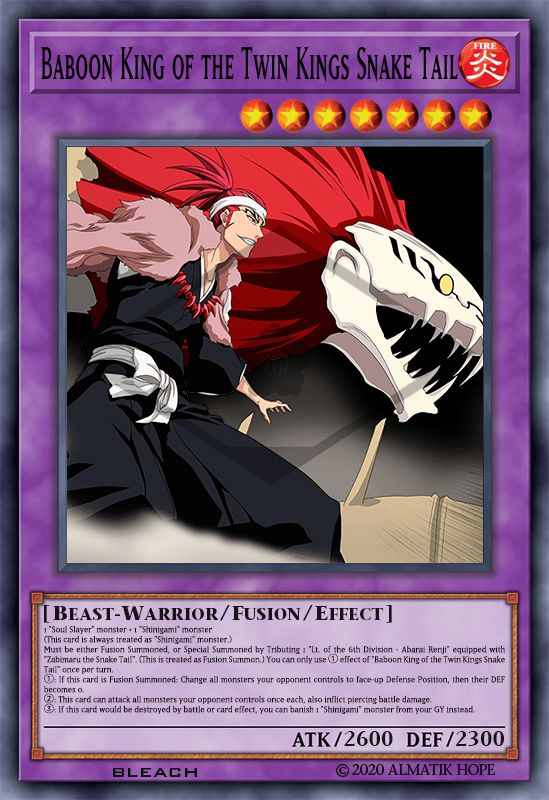 Baboon King of the Twin Kings Snake Tail
FIRE
炎
[Beast-Warrior/Fusion/Effect]
1 "Soul Slayer" monster + 1 "Shinigami" monster
(This card is always treated as "Shinigami" monster.)
Must be either Fusion Summoned, or Special Summoned by Tributing 1 "Lt. of the 6th Division - Abarai Renji" equipped with
"Zabimaru the Snake Tail". (This is treated as Fusion Summon.) You can only use ① effect of "Baboon King of the Twin Kings Snake
Tail" once per turn.
①: If this card is Fusion Summoned: Change all monsters your opponent controls to face-up Defense Position, then their DEF
becomes 0.
②: This card can attack all monsters your opponent controls once each, also inflict piercing battle damage.
③: If this card would be destroyed by battle or card effect, you can banish 1 "Shinigami" monster from your GY instead.
ATK/2600 DEF/2300
BLEACH
©2020 ALMATIK HOPE